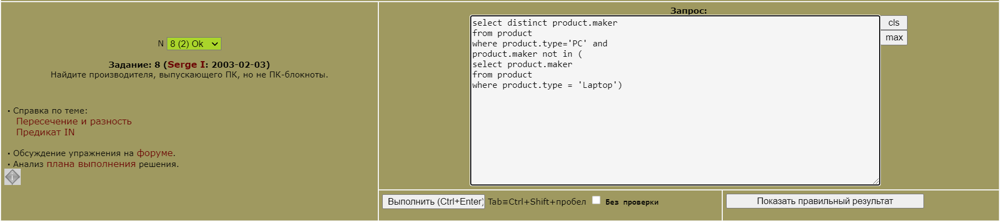 N 8 (2) Ok
Задание: 8 (Serge I: 2003-02-03)
Найдите производителя, выпускающего ПК, но не ПК-блокноты.
· Справка по теме:
Пересечение и разность
Предикат IN
· Обсуждение упражнения на форуме.
· Анализ плана выполнения решения.
i
Запрос:
select distinct product.maker
from product
where product.type='PC' and
product.maker not in (
select product.maker
from product
where product.type = 'Laptop')
cls
max
Выполнить (Ctrl+Enter) Tab≡Ctrl+Shift+пробел Без проверки
Показать правильный результат